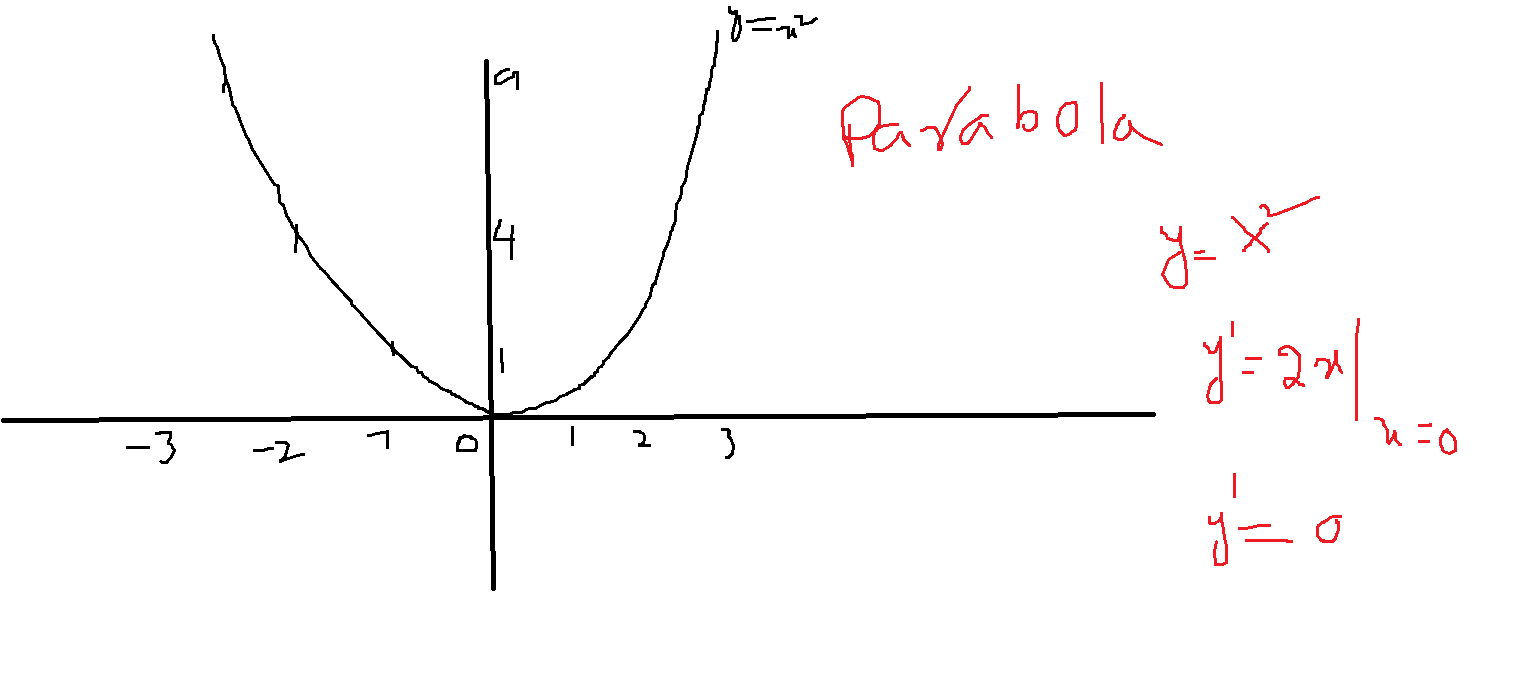 y=x²
9
Parabola
4
y= x²
1
y'= 2x|x=0
-3 -2 -1 0 1 2 3
y'= 0